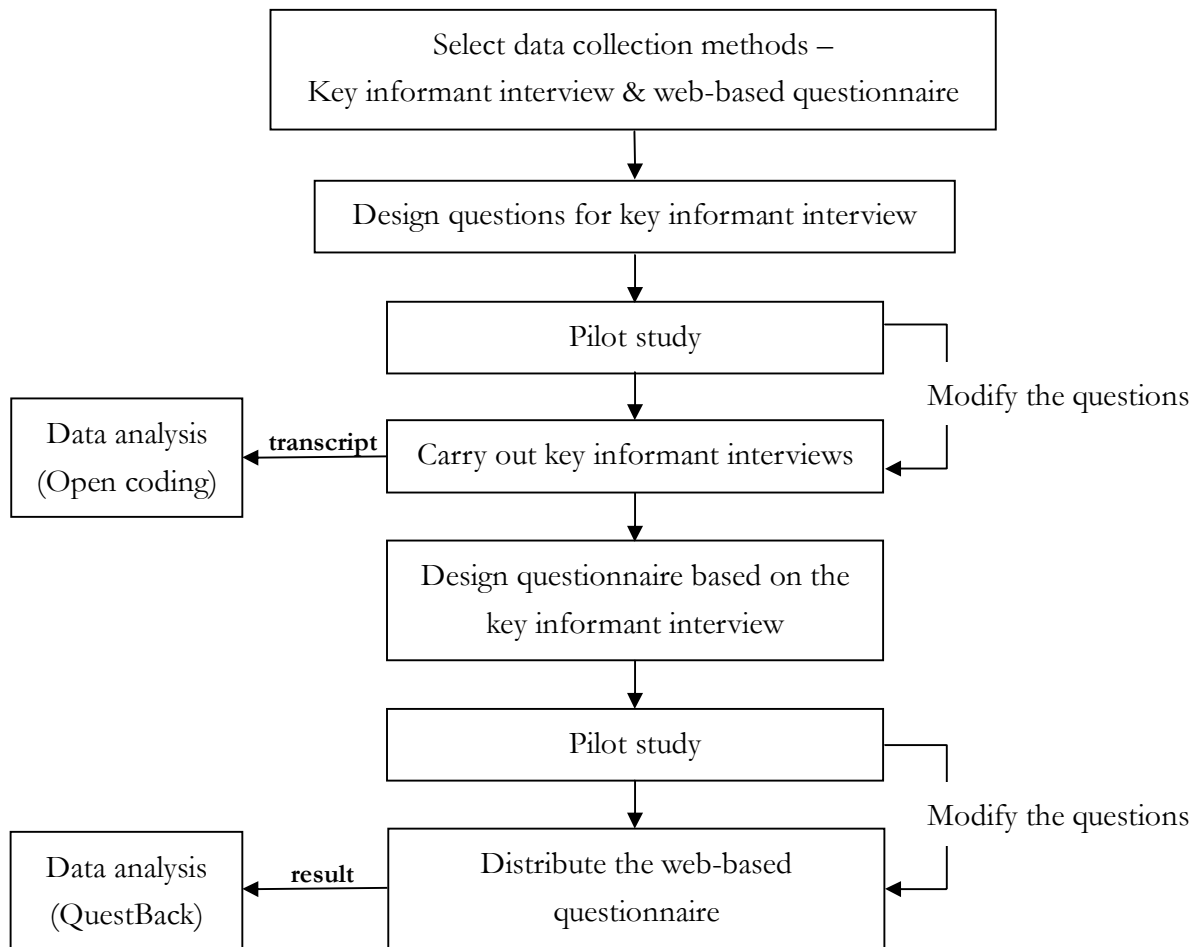 Select data collection methods –
Key informant interview & web-based questionnaire
Design questions for key informant interview
Pilot study
Modify the questions
Data analysis
(Open coding)
transcript
Carry out key informant interviews
Design questionnaire based on the
key informant interview
Pilot study
Modify the questions
Data analysis
(QuestBack)
result
Distribute the web-based
questionnaire